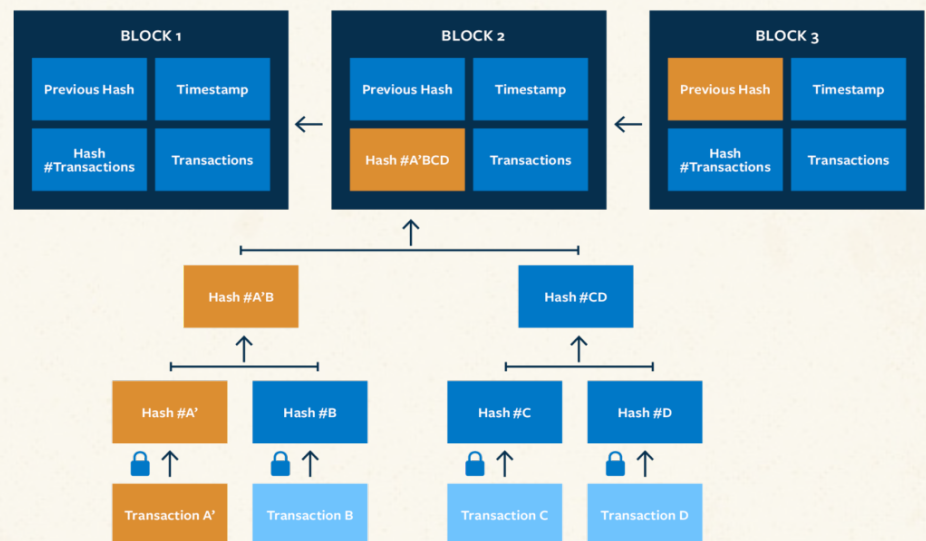 BLOCK 1
BLOCK 2
BLOCK 3
Previous Hash
Timestamp
Previous Hash
Timestamp
Previous Hash
Timestamp
Hash
#Transactions
Transactions
Hash #A'BCD
Transactions
Hash
#Transactions
Transactions
Hash #A'B
Hash #CD
Hash #A'
Hash #B
Hash #C
Hash #D
Transaction A'
Transaction B
Transaction C
Transaction D